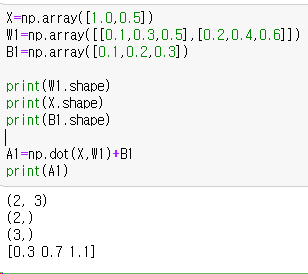 X=np.array([1.0,0.5])
W1=np.array([[0.1,0.3,0.5],[0.2,0.4,0.6]])
B1=np.array([0.1,0.2,0.3])
print(W1.shape)
print(X.shape)
print(B1.shape)
A1=np.dot(X,W1)+B1
print(A1)
(2, 3)
(2,)
(3,)
[0.3 0.7 1.1]